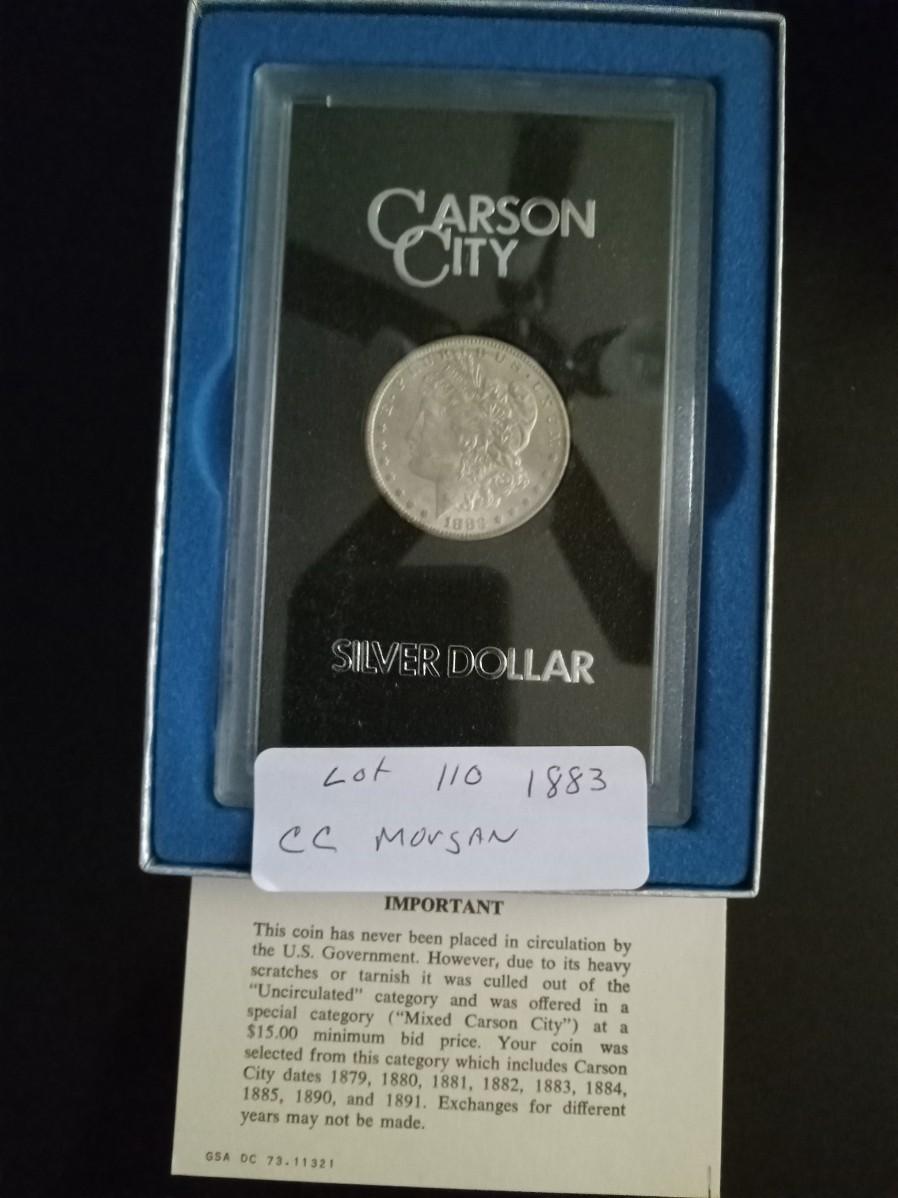 CARSON
CITY
E·PLURIBUS·UNUM
1883
SILVER DOLLAR
Lot 110 1883
CC MOrgAN
IMPORTANT
This coin has never been placed in circulation by
the U.S. Government. However, due to its heavy
scratches or tarnish it was culled out of the
“Uncirculated” category and was offered in a
special category (“Mixed Carson City”) at a
$15.00 minimum bid price. Your coin was
selected from this category which includes Carson
City dates 1879, 1880, 1881, 1882, 1883, 1884,
1885, 1890, and 1891. Exchanges for different
years may not be made.
GSA DC 73.11321